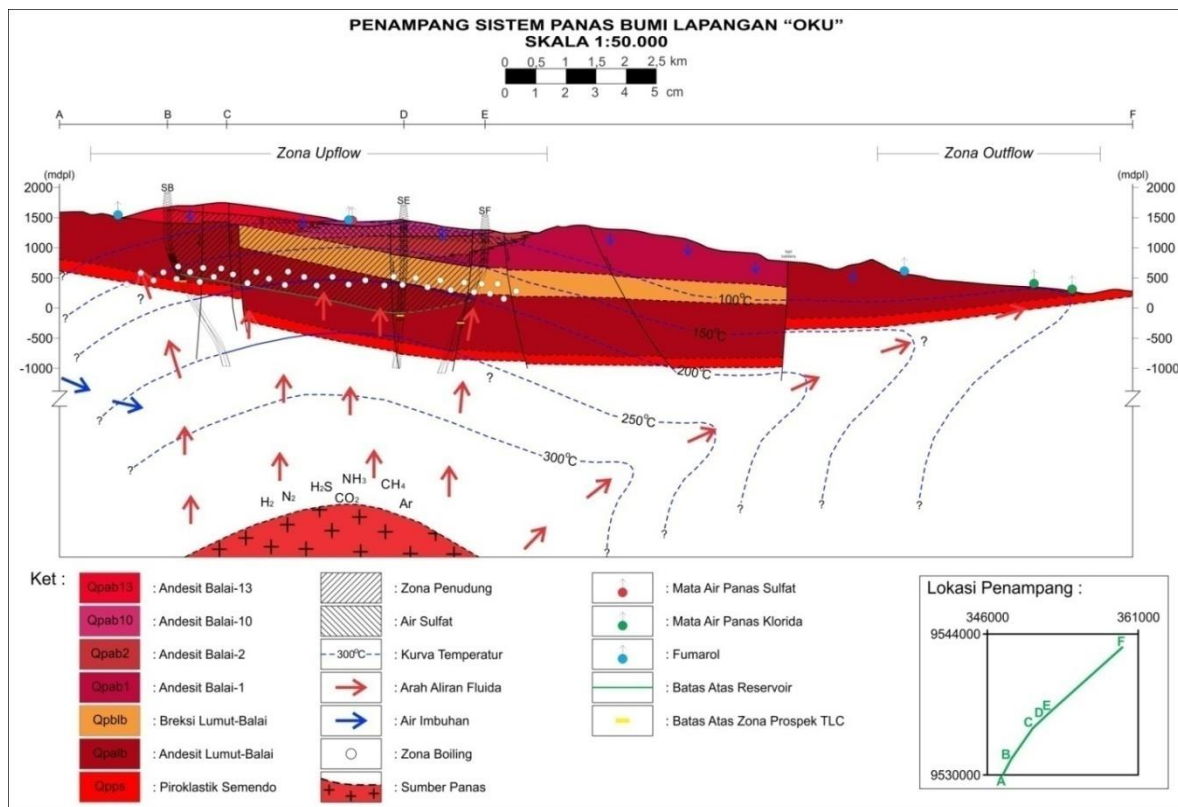 PENAMPANG SISTEM PANAS BUMI LAPANGAN “OKU”
SKALA 1:50.000
0 0,5 1 1,5 2 2,5 km
0 1 2 3 4 5 cm
A B C D E F
Zona Upflow Zona Outflow
(mdpl) (mdpl)
SB SE SF
2000 2000
1500 1500
1000 1000
500 500
0 0
-500 -500
-1000 -1000
100°C
150°C
200°C
250°C
300°C
? ? ? ? ? ? ? ? ? ? ? ?
H₂ N₂ H₂S NH₃ CO₂ CH₄ Ar
Ket :
Qpab13 : Andesit Balai-13
Qpab10 : Andesit Balai-10
Qpab2 : Andesit Balai-2
Qpab1 : Andesit Balai-1
Qpblb : Breksi Lumut-Balai
Qpalb : Andesit Lumut-Balai
Qpps : Piroklastik Semendo
: Zona Penudung
: Air Sulfat
300°C : Kurva Temperatur
: Arah Aliran Fluida
: Air Imbuhan
: Zona Boiling
: Sumber Panas
: Mata Air Panas Sulfat
: Mata Air Panas Klorida
: Fumarol
: Batas Atas Reservoir
: Batas Atas Zona Prospek TLC
Lokasi Penampang :
346000 361000
9544000
F
E
D
C
B
9530000
A